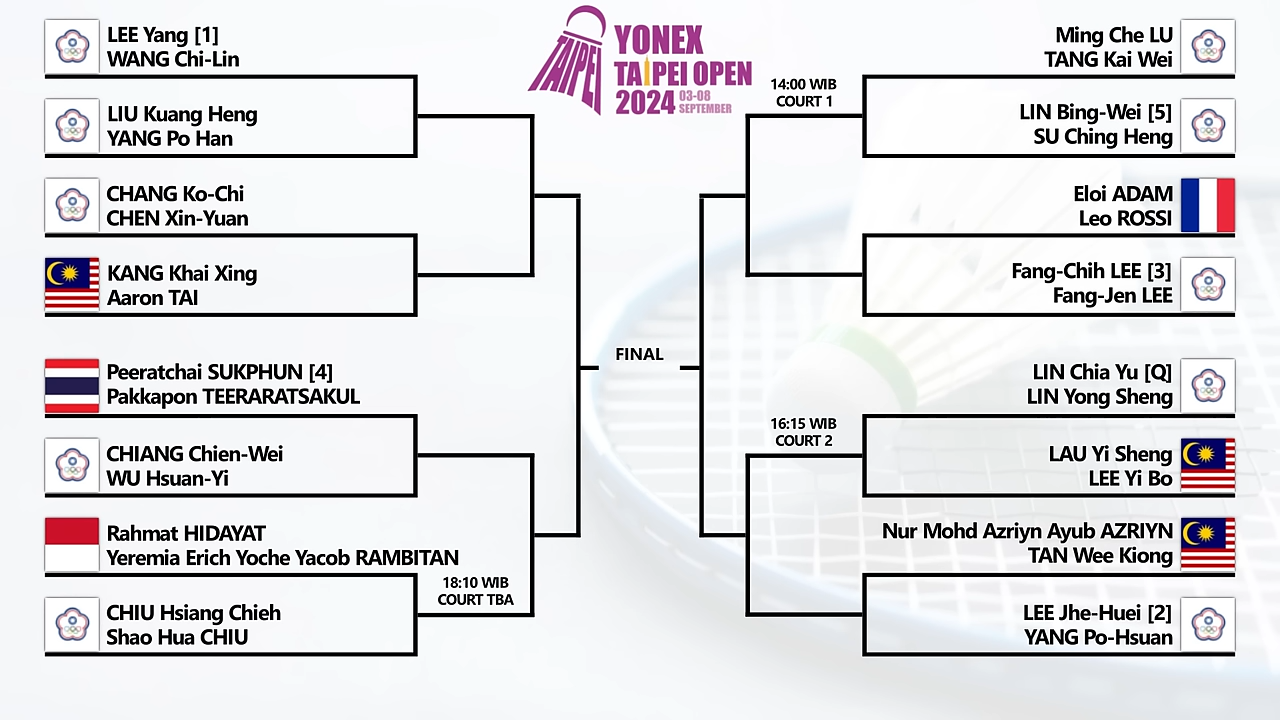 LEE Yang [1]
WANG Chi-Lin
LIU Kuang Heng
YANG Po Han
CHANG Ko-Chi
CHEN Xin-Yuan
KANG Khai Xing
Aaron TAI
Peeratchai SUKPHUN [4]
Pakkapon TEERARATSAKUL
CHIANG Chien-Wei
WU Hsuan-Yi
Rahmat HIDAYAT
Yeremia Erich Yoche Yacob RAMBITAN
18:10 WIB
COURT TBA
CHIU Hsiang Chieh
Shao Hua CHIU
TAIPEI
YONEX
TAIPEI OPEN
2024 03-08
SEPTEMBER
FINAL
Ming Che LU
TANG Kai Wei
14:00 WIB
COURT 1
LIN Bing-Wei [5]
SU Ching Heng
Eloi ADAM
Leo ROSSI
Fang-Chih LEE [3]
Fang-Jen LEE
LIN Chia Yu [Q]
LIN Yong Sheng
16:15 WIB
COURT 2
LAU Yi Sheng
LEE Yi Bo
Nur Mohd Azriyn Ayub AZRIYN
TAN Wee Kiong
LEE Jhe-Huei [2]
YANG Po-Hsuan